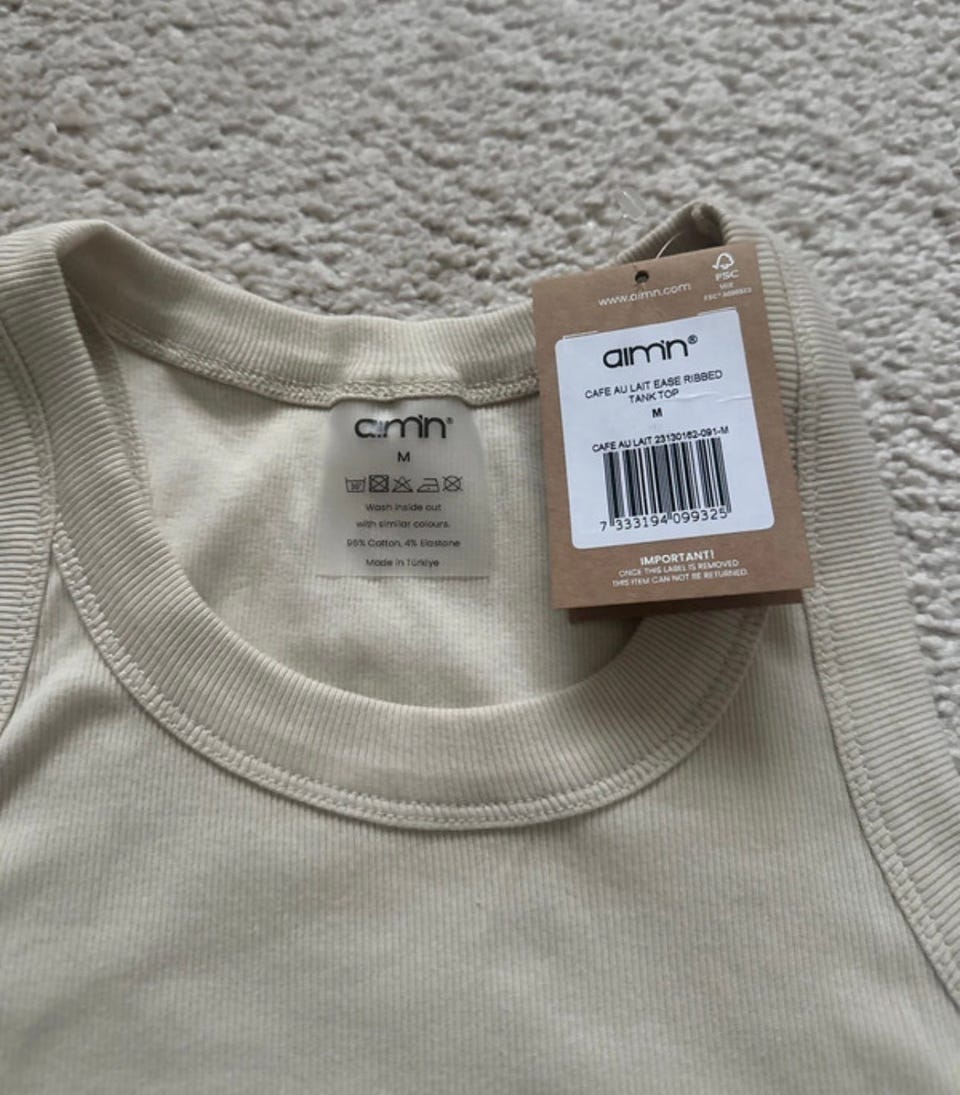 aim'n®
M
30°
Wash inside out
with similar colours.
96% Cotton, 4% Elastane
Made in Türkiye
www.aimn.com
FSC
MIX
aim'n®
CAFE AU LAIT EASE RIBBED
TANK TOP
M
CAFE AU LAIT 23130162-091-M
7 333194 099325
IMPORTANT!
ONCE THIS LABEL IS REMOVED
THIS ITEM CAN NOT BE RETURNED.